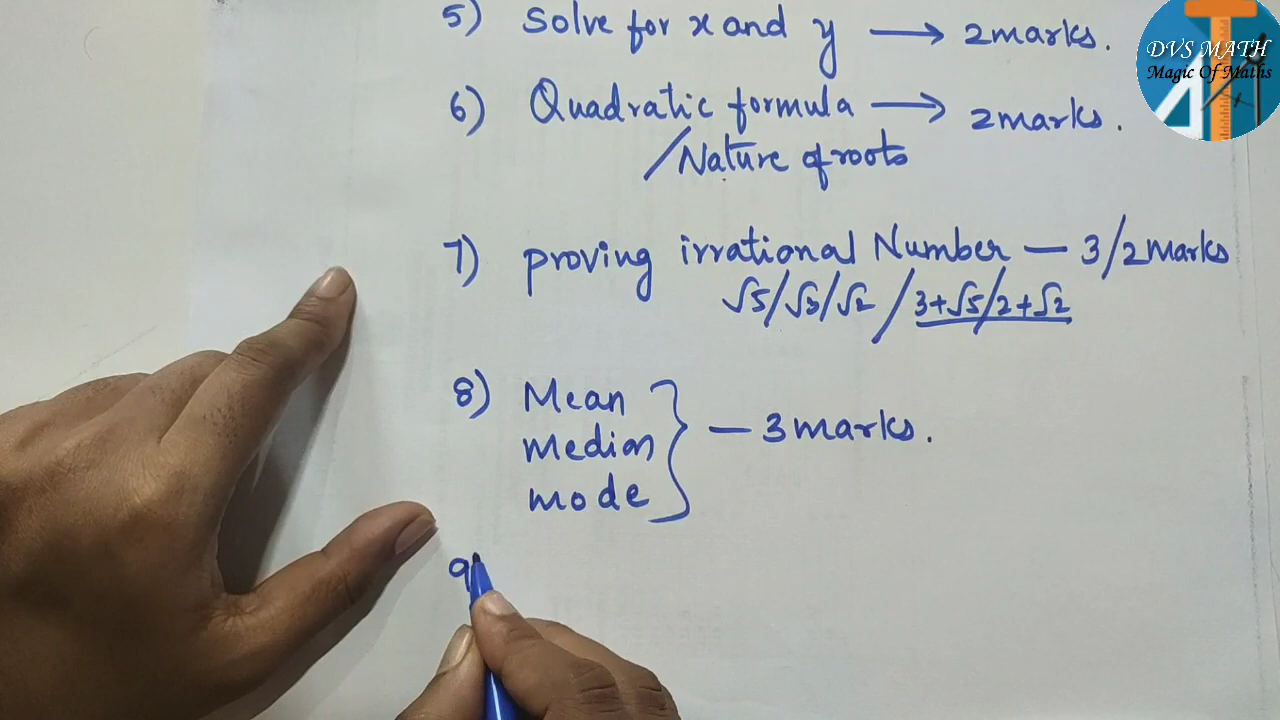 5) Solve for x and y → 2marks.
DVS MATH
Magic Of Maths
6) Quadratic formula → 2marks.
/Nature of roots
7) proving irrational Number — 3/2 Marks
√5/√3/√2 / 3+√5/2+√2
8) Mean
median
mode } — 3marks.
9